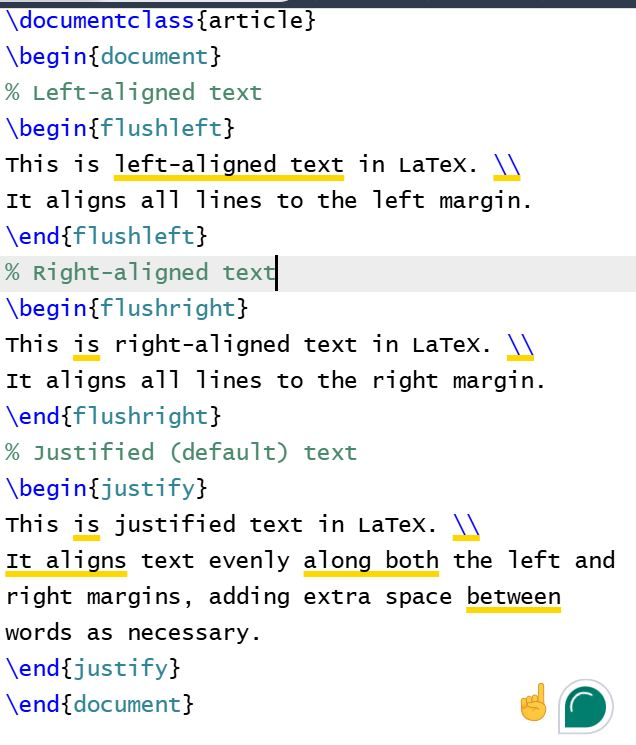 \documentclass{article}
\begin{document}
% Left-aligned text
\begin{flushleft}
This is left-aligned text in LaTeX. \\
It aligns all lines to the left margin.
\end{flushleft}
% Right-aligned text
\begin{flushright}
This is right-aligned text in LaTeX. \\
It aligns all lines to the right margin.
\end{flushright}
% Justified (default) text
\begin{justify}
This is justified text in LaTeX. \\
It aligns text evenly along both the left and
right margins, adding extra space between
words as necessary.
\end{justify}
\end{document}